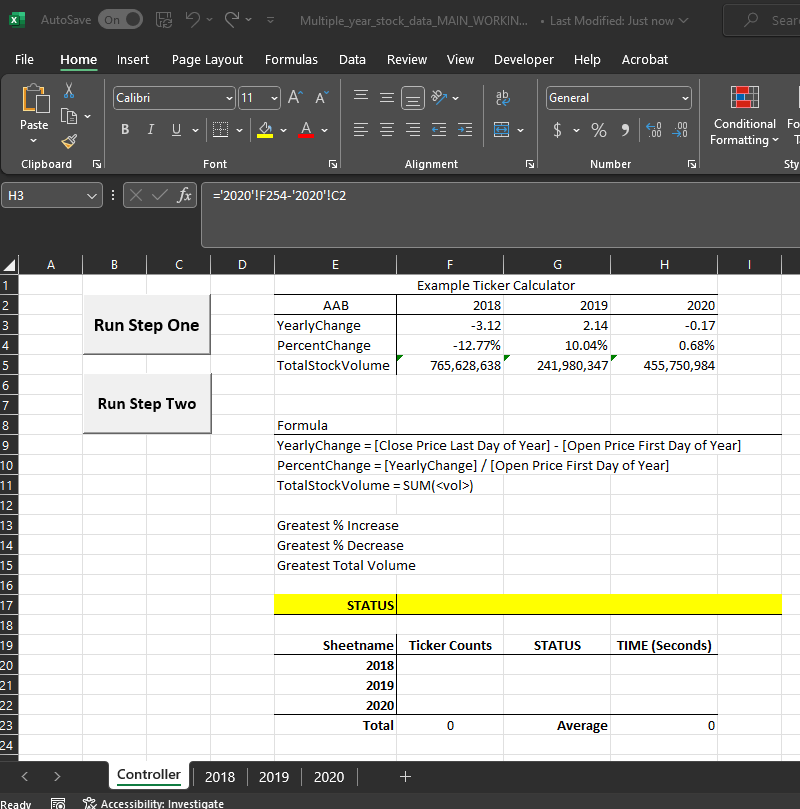 AutoSave On Multiple_year_stock_data_MAIN_WORKIN... • Last Modified: Just now
File Home Insert Page Layout Formulas Data Review View Developer Help Acrobat
Paste Calibri 11 A A ab General Conditional
B I U A $ % Formatting
Clipboard Font Alignment Number
H3 fx ='2020'!F254-'2020'!C2
A B C D E F G H I
1 Example Ticker Calculator
2 AAB 2018 2019 2020
3 Run Step One YearlyChange -3.12 2.14 -0.17
4 PercentChange -12.77% 10.04% 0.68%
5 TotalStockVolume 765,628,638 241,980,347 455,750,984
6
7 Run Step Two
8 Formula
9 YearlyChange = [Close Price Last Day of Year] - [Open Price First Day of Year]
10 PercentChange = [YearlyChange] / [Open Price First Day of Year]
11 TotalStockVolume = SUM(<vol>)
12
13 Greatest % Increase
14 Greatest % Decrease
15 Greatest Total Volume
16
17 STATUS
18
19 Sheetname Ticker Counts STATUS TIME (Seconds)
20 2018
21 2019
22 2020
23 Total 0 Average 0
24
Controller 2018 2019 2020
Ready Accessibility: Investigate